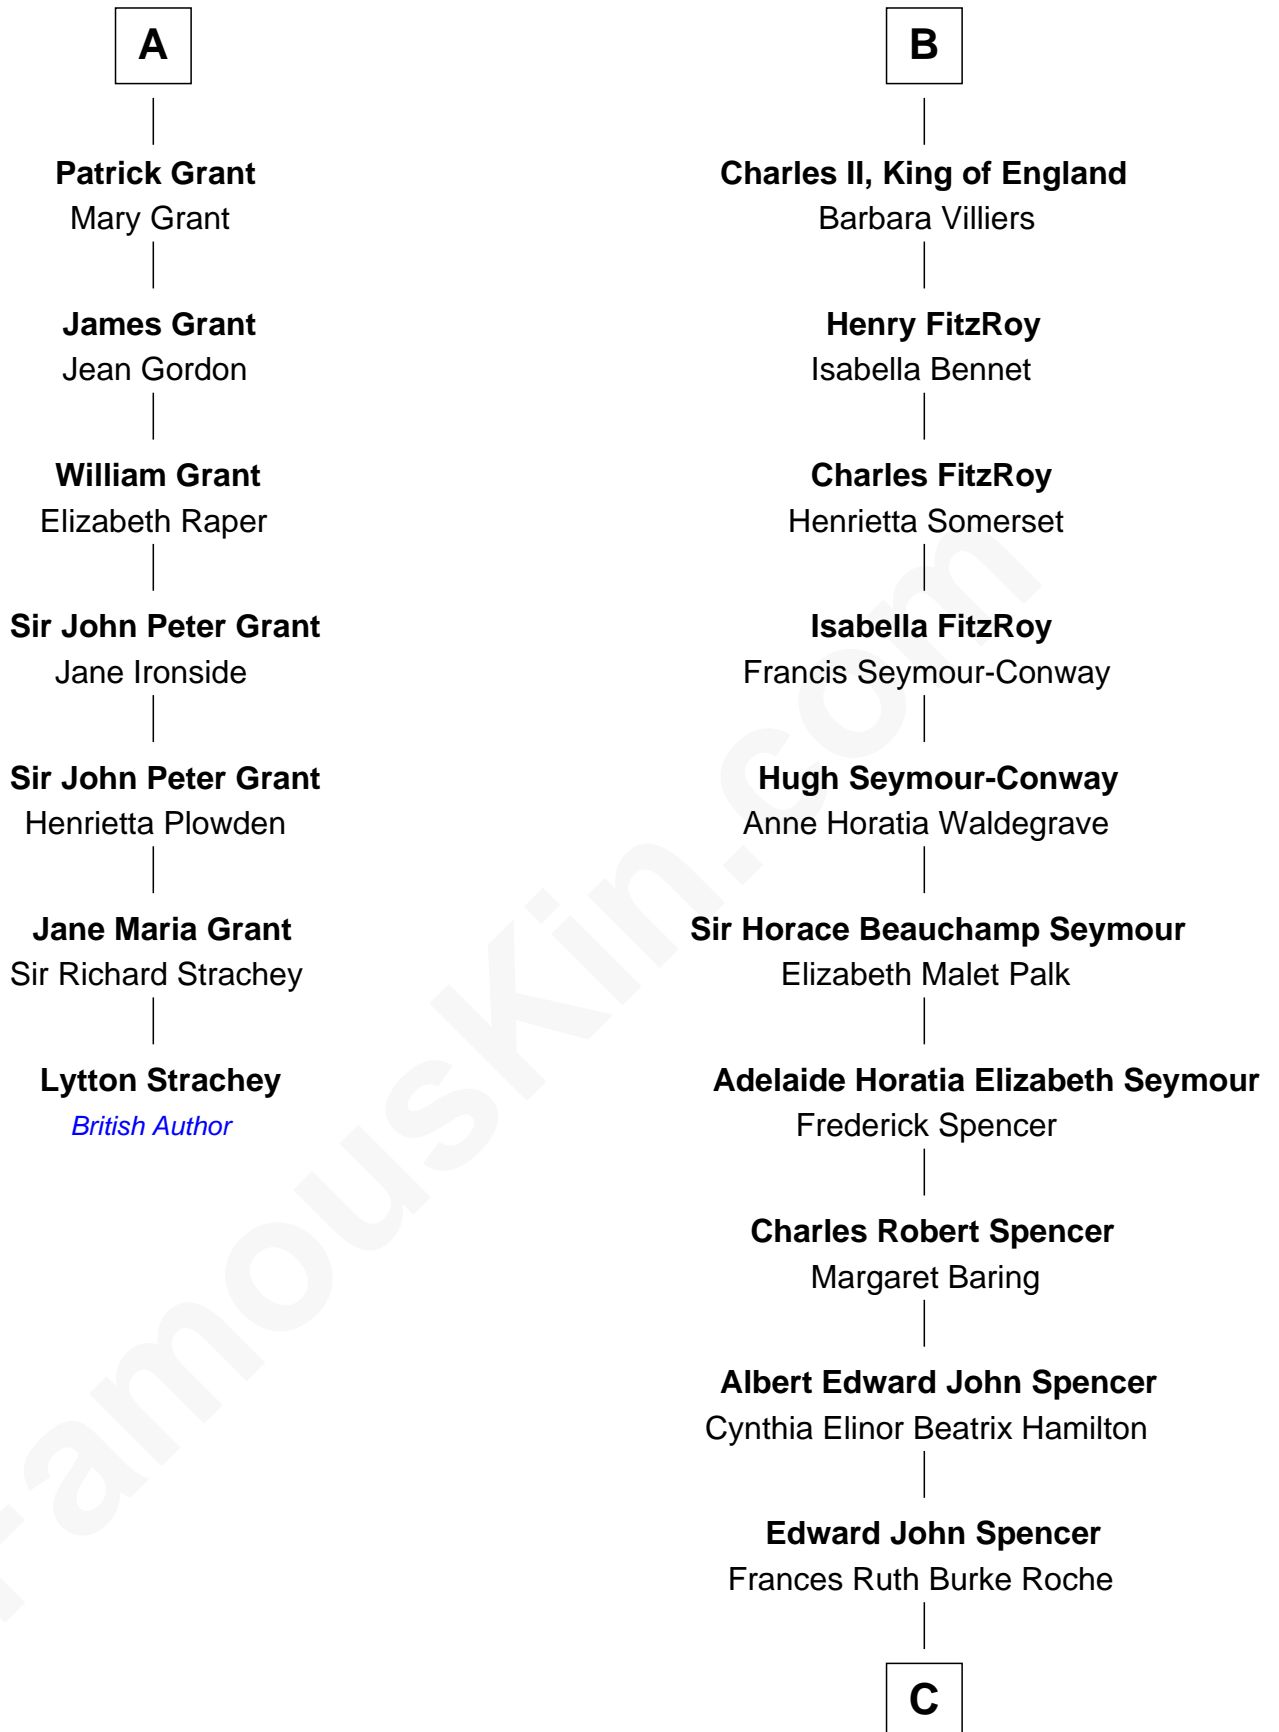 A
Patrick Grant
Mary Grant
James Grant
Jean Gordon
William Grant
Elizabeth Raper
Sir John Peter Grant
Jane Ironside
Sir John Peter Grant
Henrietta Plowden
Jane Maria Grant
Sir Richard Strachey
Lytton Strachey
British Author
B
Charles II, King of England
Barbara Villiers
Henry FitzRoy
Isabella Bennet
Charles FitzRoy
Henrietta Somerset
Isabella FitzRoy
Francis Seymour-Conway
Hugh Seymour-Conway
Anne Horatia Waldegrave
Sir Horace Beauchamp Seymour
Elizabeth Malet Palk
Adelaide Horatia Elizabeth Seymour
Frederick Spencer
Charles Robert Spencer
Margaret Baring
Albert Edward John Spencer
Cynthia Elinor Beatrix Hamilton
Edward John Spencer
Frances Ruth Burke Roche
C
FamousKin.com